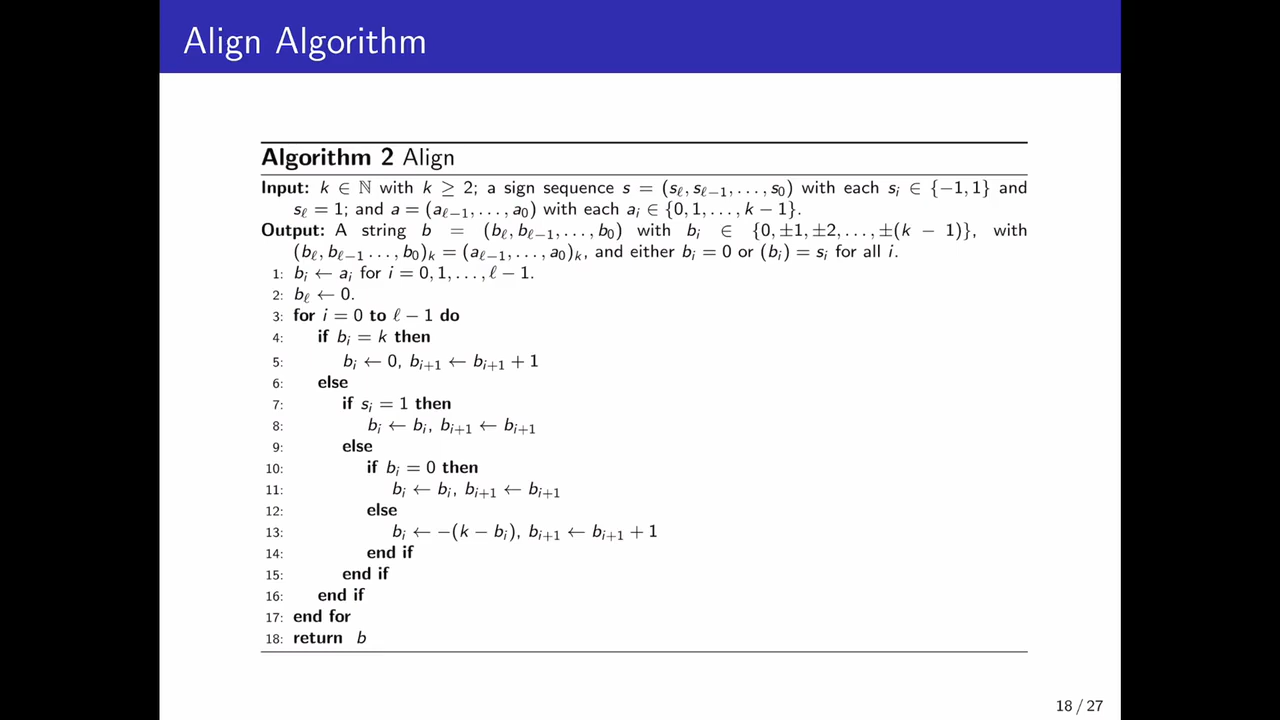 Align Algorithm
Algorithm 2 Align
Input: k ∈ ℕ with k ≥ 2; a sign sequence s = (s_ℓ, s_{ℓ−1}, . . . , s_0) with each s_i ∈ {−1, 1} and
s_ℓ = 1; and a = (a_{ℓ−1}, . . . , a_0) with each a_i ∈ {0, 1, . . . , k − 1}.
Output: A string b = (b_ℓ, b_{ℓ−1}, . . . , b_0) with b_i ∈ {0, ±1, ±2, . . . , ±(k − 1)}, with
(b_ℓ, b_{ℓ−1} . . . , b_0)_k = (a_{ℓ−1}, . . . , a_0)_k, and either b_i = 0 or (b_i) = s_i for all i.
1: b_i ← a_i for i = 0, 1, . . . , ℓ − 1.
2: b_ℓ ← 0.
3: for i = 0 to ℓ − 1 do
4: if b_i = k then
5: b_i ← 0, b_{i+1} ← b_{i+1} + 1
6: else
7: if s_i = 1 then
8: b_i ← b_i, b_{i+1} ← b_{i+1}
9: else
10: if b_i = 0 then
11: b_i ← b_i, b_{i+1} ← b_{i+1}
12: else
13: b_i ← −(k − b_i), b_{i+1} ← b_{i+1} + 1
14: end if
15: end if
16: end if
17: end for
18: return b
18 / 27